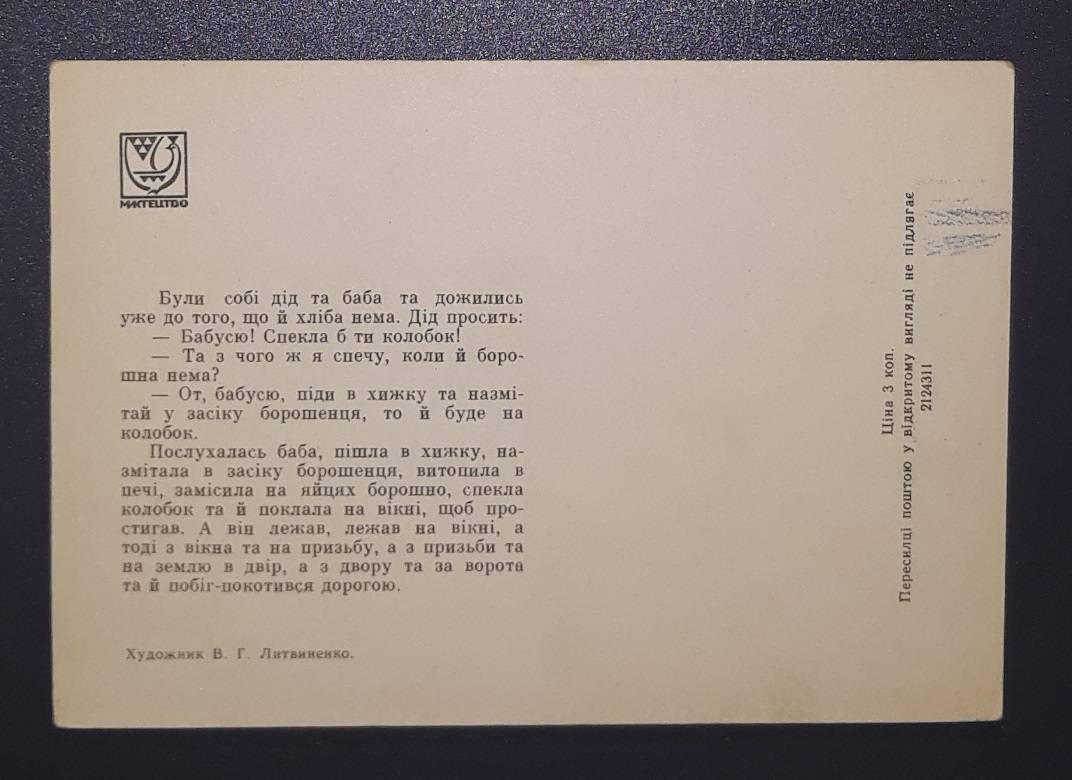 МИСТЕЦТВО
Були собі дід та баба та дожились
уже до того, що й хліба нема. Дід просить:
— Бабусю! Спекла б ти колобок!
— Та з чого ж я спечу, коли й боро-
шна нема?
— От, бабусю, піди в хижку та назмі-
тай у засіку борошенця, то й буде на
колобок.
Послухалась баба, пішла в хижку, на-
змітала в засіку борошенця, витопила в
печі, замісила на яйцях борошно, спекла
колобок та й поклала на вікні, щоб про-
стигав. А він лежав, лежав на вікні, а
тоді з вікна та на призьбу, а з призьби та
на землю в двір, а з двору та за ворота
та й побіг-покотився дорогою.
Художник В. Г. Литвиненко.
Ціна 3 коп.
Пересилці поштою у відкритому вигляді не підлягає
2124311